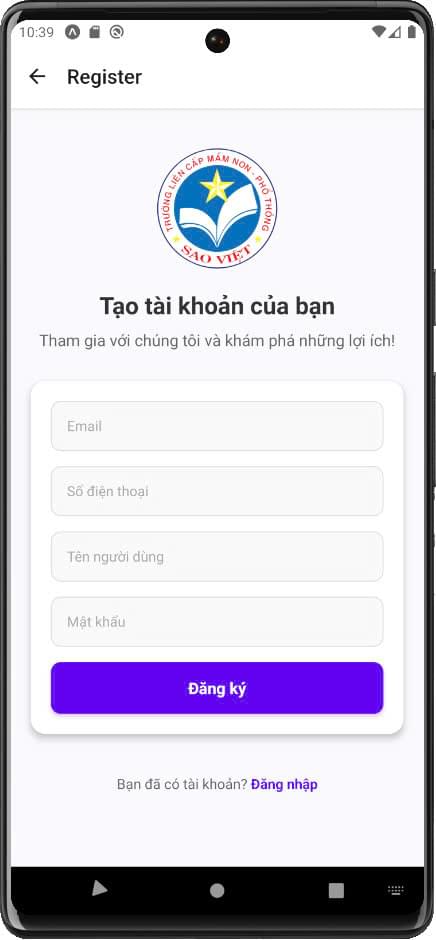 10:39
Register
TRƯỜNG LIÊN CẤP MẦM NON - PHỔ THÔNG
SAO VIỆT
Tạo tài khoản của bạn
Tham gia với chúng tôi và khám phá những lợi ích!
Email
Số điện thoại
Tên người dùng
Mật khẩu
Đăng ký
Bạn đã có tài khoản? Đăng nhập